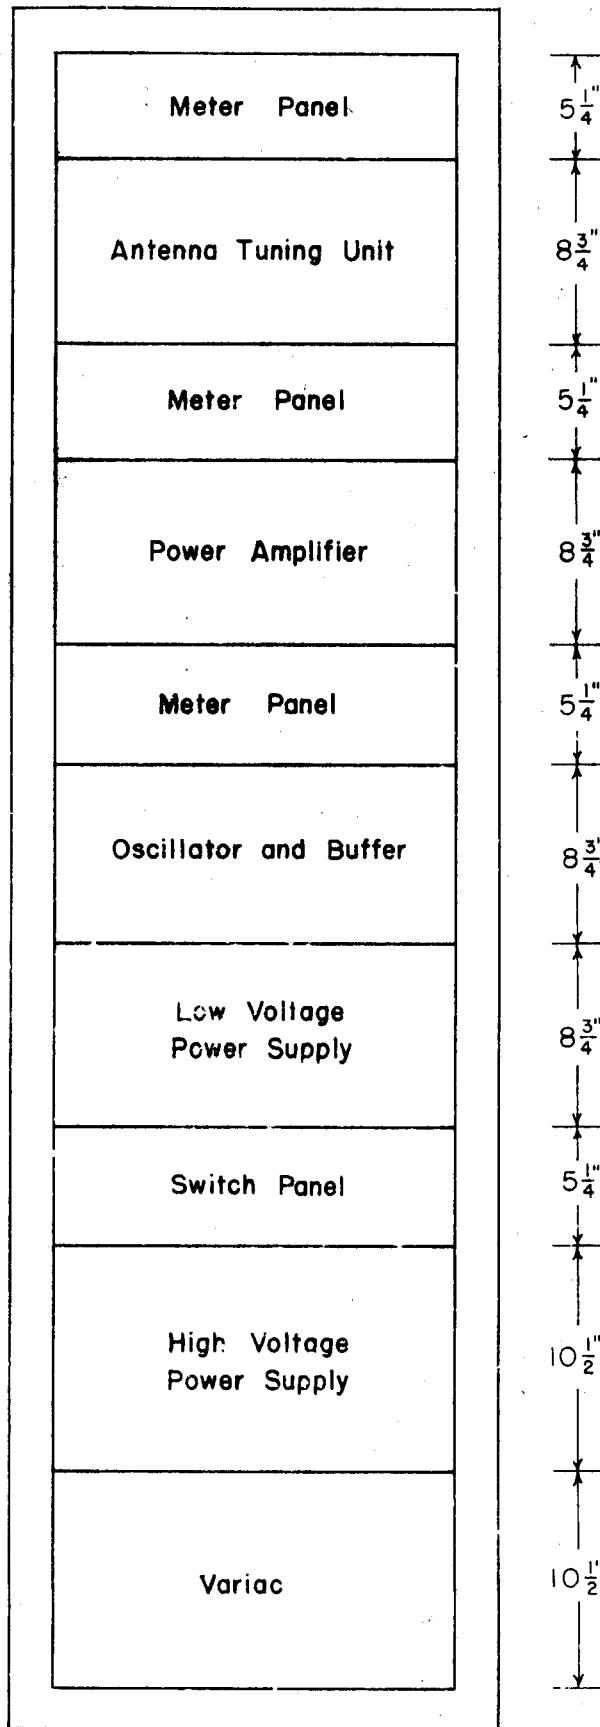 Meter Panel
5 1/4"
Antenna Tuning Unit
8 3/4"
Meter Panel
5 1/4"
Power Amplifier
8 3/4"
Meter Panel
5 1/4"
Oscillator and Buffer
8 3/4"
Low Voltage
Power Supply
8 3/4"
Switch Panel
5 1/4"
High Voltage
Power Supply
10 1/2"
Variac
10 1/2"